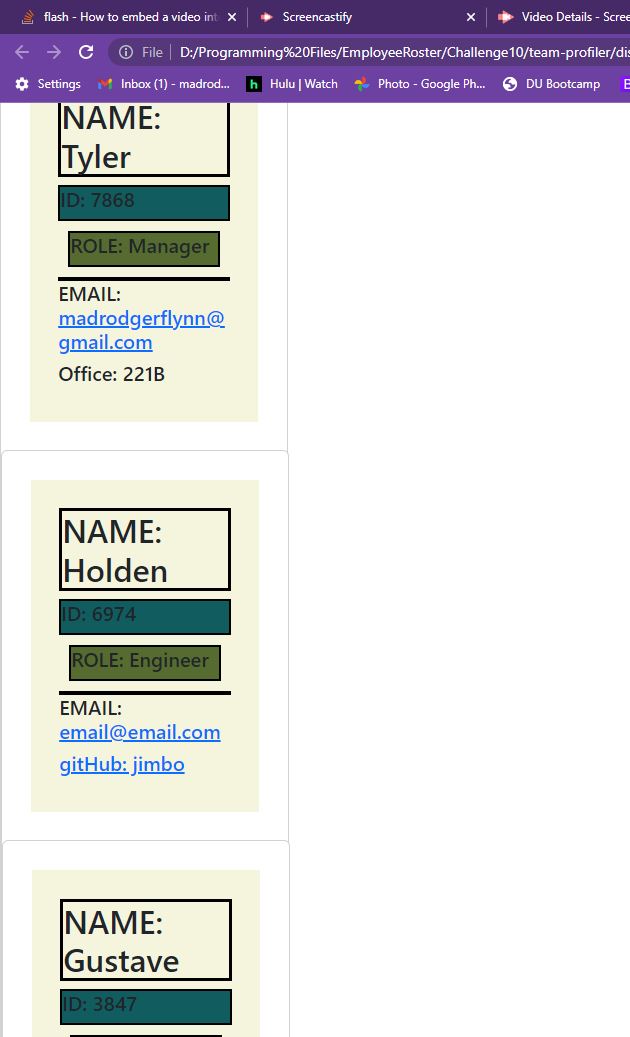 flash - How to embed a video int
Screencastify
Video Details - Scree
File
D:/Programming%20Files/EmployeeRoster/Challenge10/team-profiler/dis
Settings
Inbox (1) - madrod...
h
Hulu | Watch
Photo - Google Ph...
DU Bootcamp
NAME:
Tyler
ID: 7868
ROLE: Manager
EMAIL:
madrodgerflynn@
gmail.com
Office: 221B
NAME:
Holden
ID: 6974
ROLE: Engineer
EMAIL:
email@email.com
gitHub: jimbo
NAME:
Gustave
ID: 3847